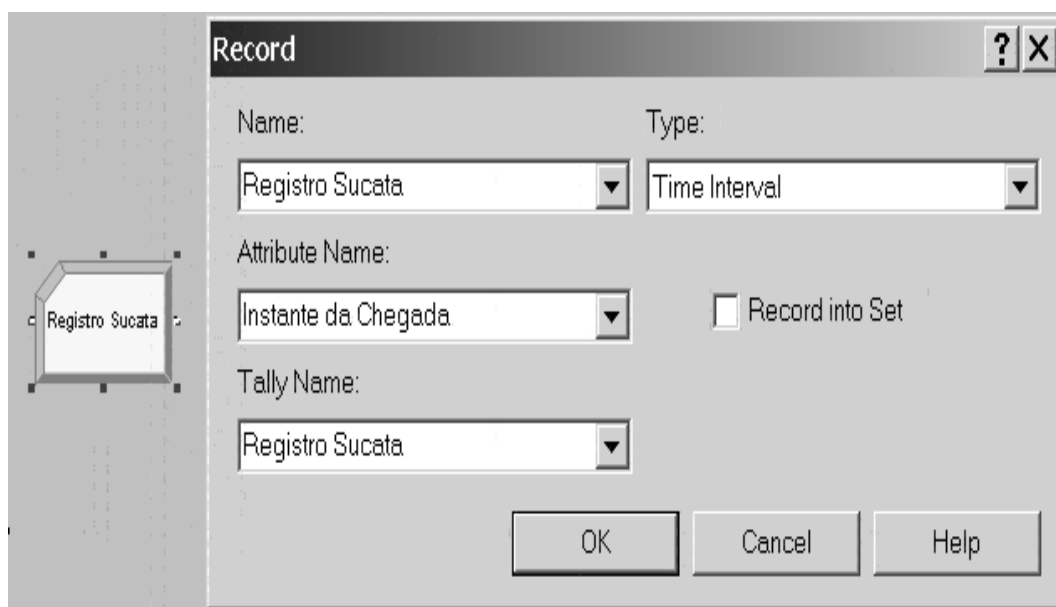 Record
Name:
Type:
Registro Sucata
Time Interval
Attribute Name:
Registro Sucata
Instante da Chegada
Record into Set
Tally Name:
Registro Sucata
OK
Cancel
Help